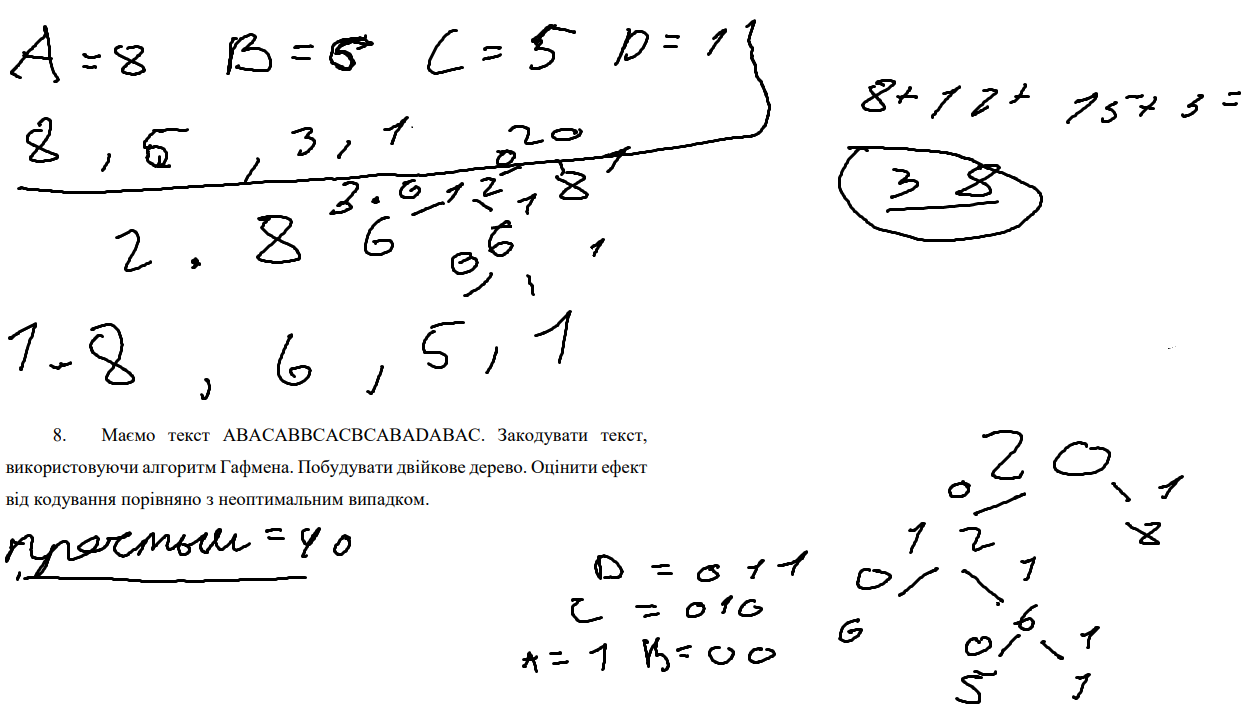 A = 8 B = 6 C = 5 D = 1
8 + 12 + 15 + 3 =
8 , 6 , 3 , 1
38
20
0 1
3. 12 8
0 1
2. 8 6 6
0 1
1 - 8 , 6 , 5 , 1
8. Маємо текст ABACABBCACBCABADABAC. Закодувати текст,
використовуючи алгоритм Гафмена. Побудувати двійкове дерево. Оцінити ефект
від кодування порівняно з неоптимальним випадком.
простым = 40
20
0 1
12 8
D = 011
0 1
C = 010
6 6
A = 1 B = 00
0 1
5 1